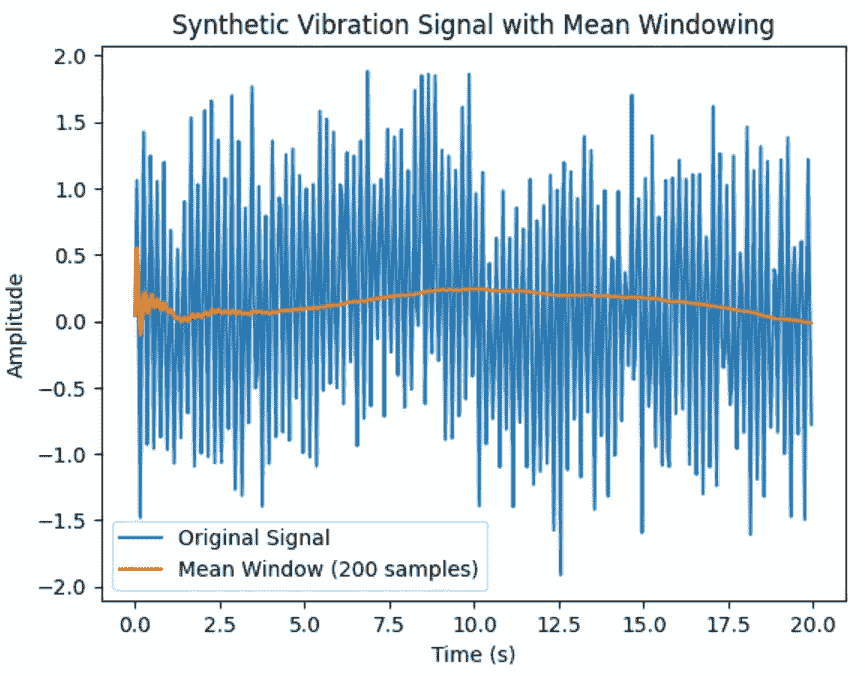 Synthetic Vibration Signal with Mean Windowing
2.0
1.5
1.0
0.5
0.0
−0.5
−1.0
−1.5
−2.0
Amplitude
Original Signal
Mean Window (200 samples)
0.0 2.5 5.0 7.5 10.0 12.5 15.0 17.5 20.0
Time (s)